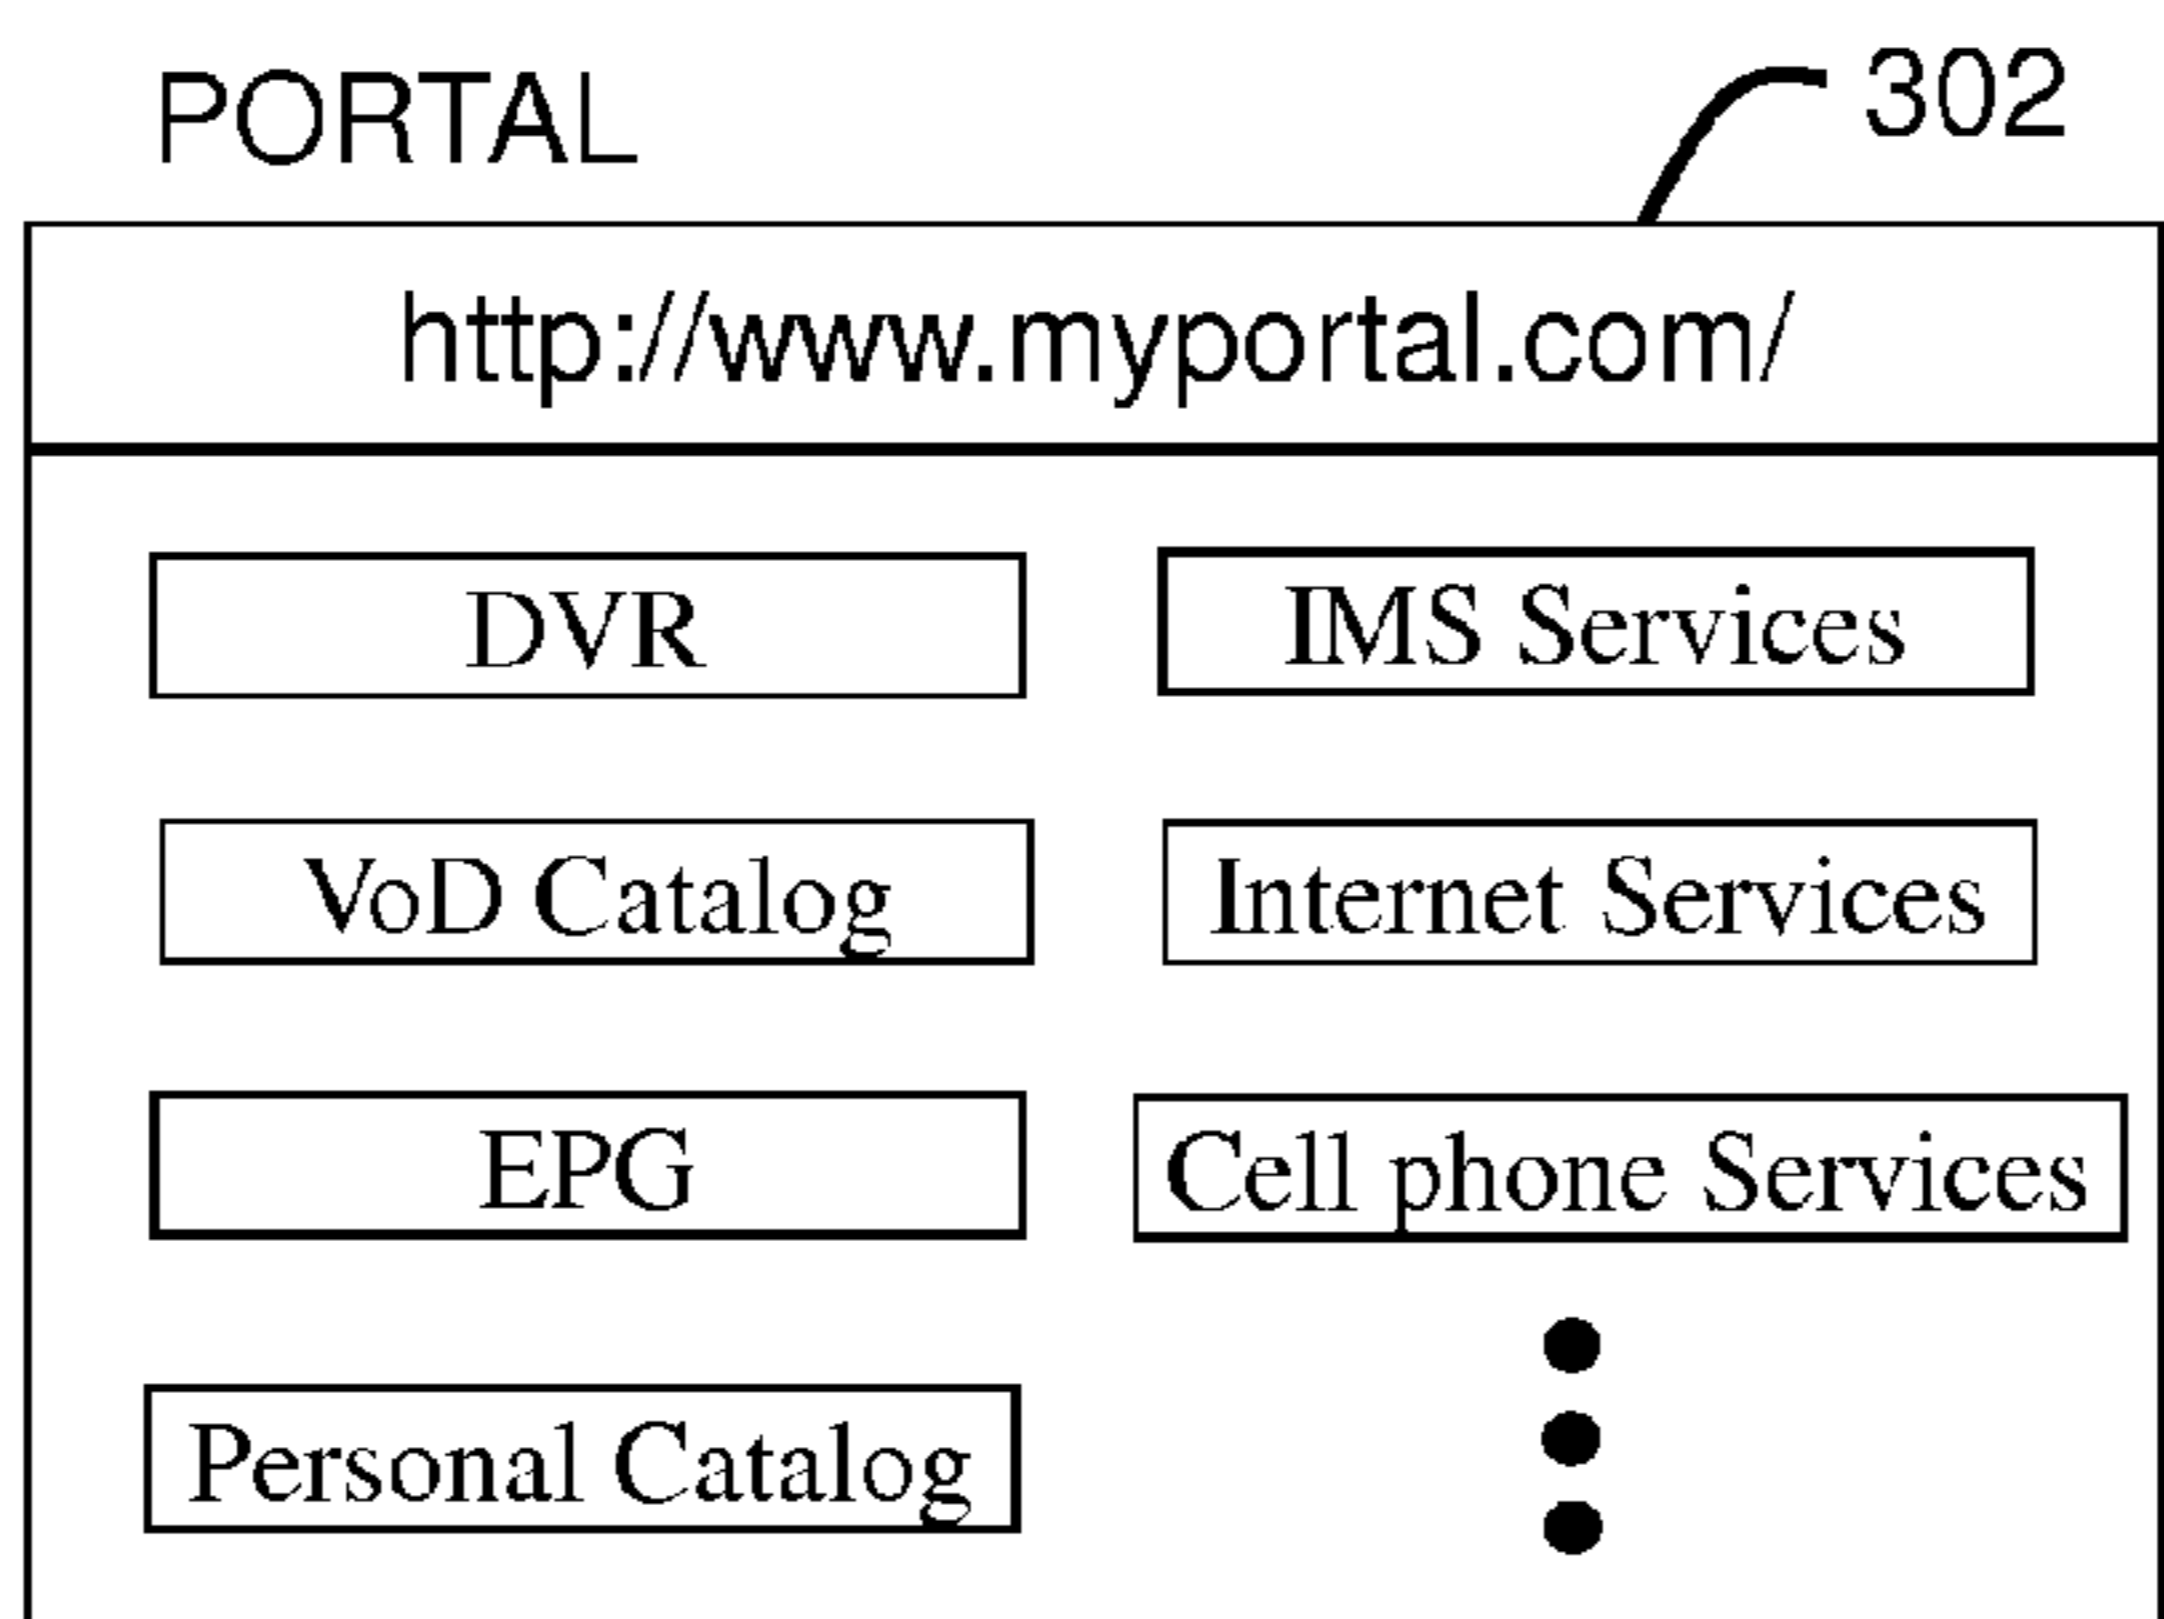 PORTAL
302
http://www.myportal.com/
DVR
IMS Services
VoD Catalog
Internet Services
EPG
Cell phone Services
Personal Catalog